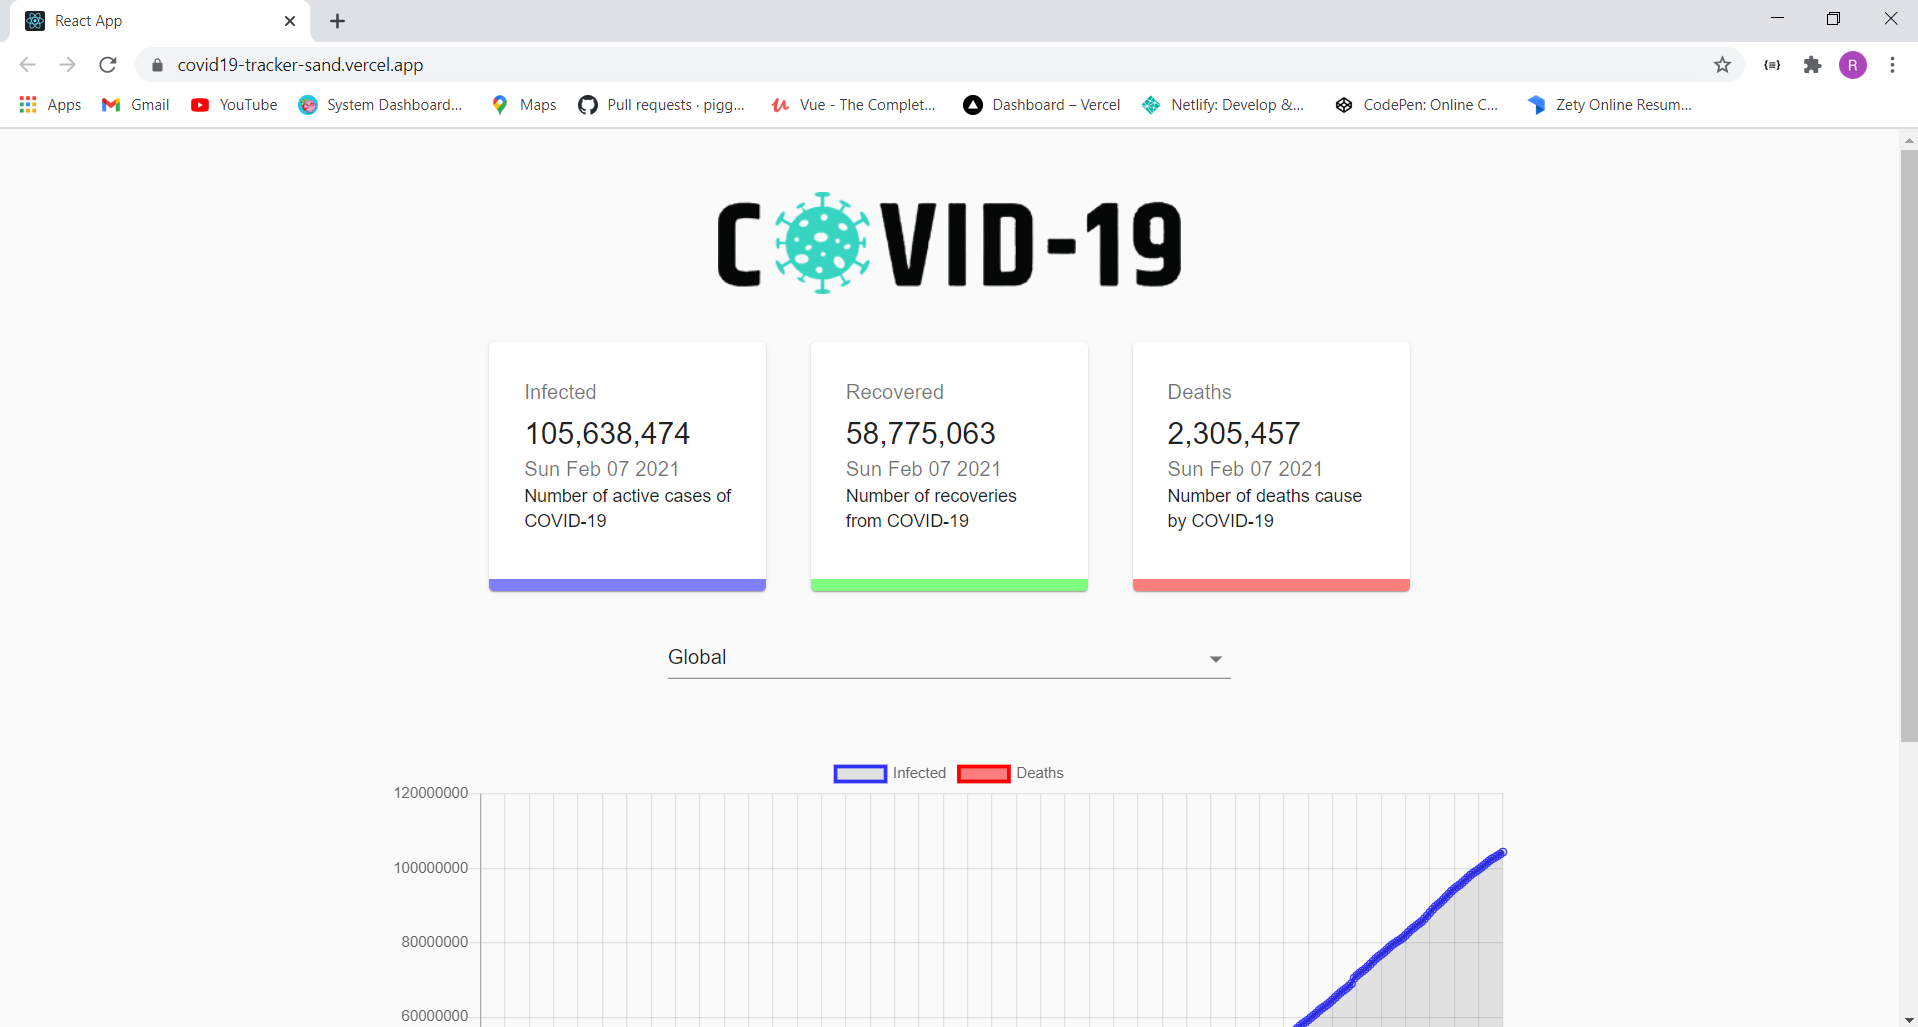 React App
covid19-tracker-sand.vercel.app
R
Apps Gmail YouTube System Dashboard... Maps Pull requests · pigg... Vue - The Complet... Dashboard – Vercel Netlify: Develop &... CodePen: Online C... Zety Online Resum...
COVID-19
Infected
105,638,474
Sun Feb 07 2021
Number of active cases of
COVID-19
Recovered
58,775,063
Sun Feb 07 2021
Number of recoveries
from COVID-19
Deaths
2,305,457
Sun Feb 07 2021
Number of deaths cause
by COVID-19
Global
Infected Deaths
120000000
100000000
80000000
60000000